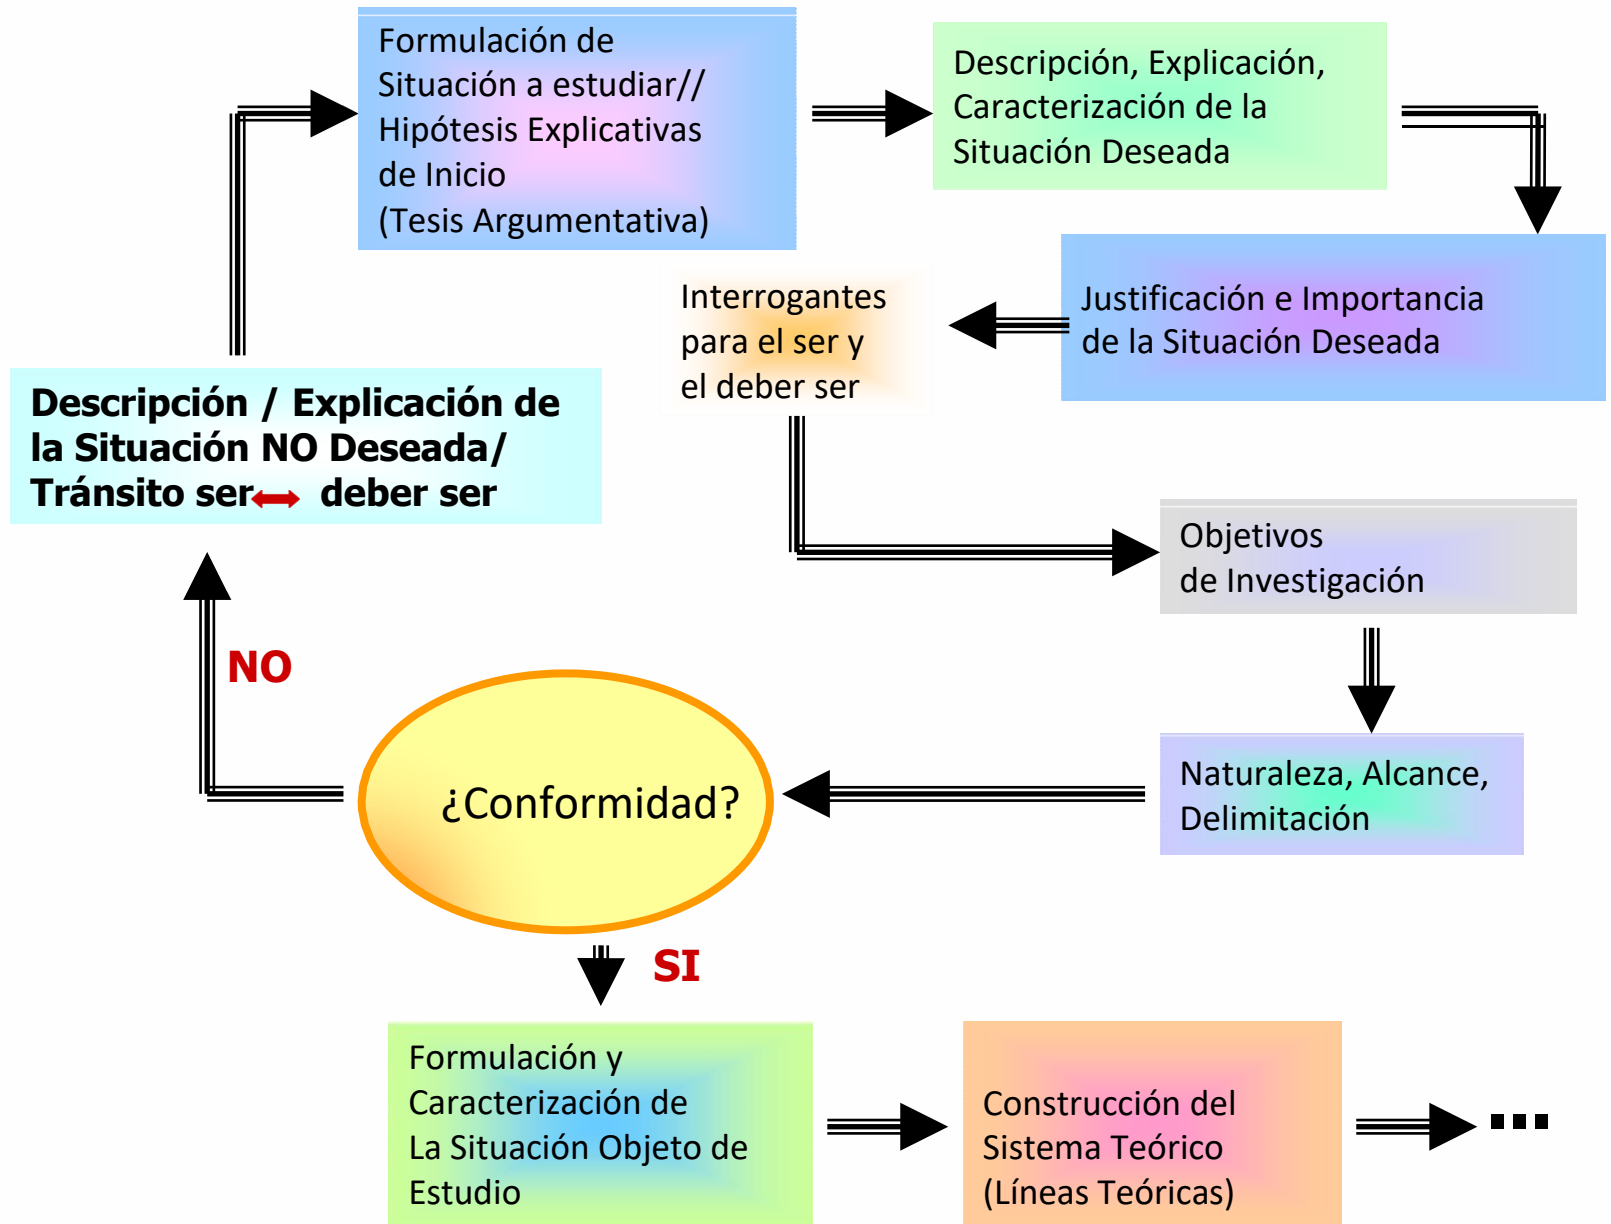 Formulación de
Situación a estudiar//
Hipótesis Explicativas
de Inicio
(Tesis Argumentativa)
Descripción, Explicación,
Caracterización de la
Situación Deseada
Justificación e Importancia
de la Situación Deseada
Interrogantes
para el ser y
el deber ser
Descripción / Explicación de
la Situación NO Deseada/
Tránsito ser deber ser
Objetivos
de Investigación
NO
Naturaleza, Alcance,
Delimitación
¿Conformidad?
SI
Formulación y
Caracterización de
La Situación Objeto de
Estudio
Construcción del
Sistema Teórico
(Líneas Teóricas)
...